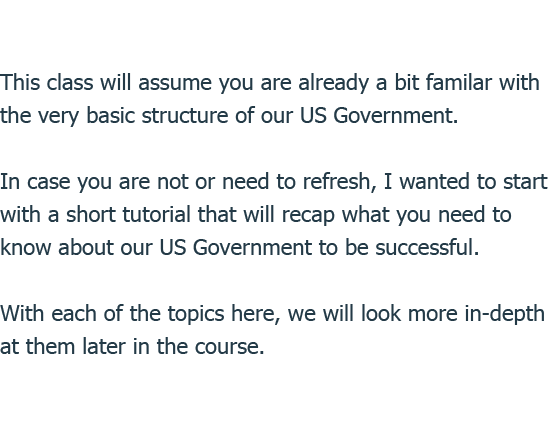 This class will assume you are already a bit familar with
the very basic structure of our US Government.
In case you are not or need to refresh, I wanted to start
with a short tutorial that will recap what you need to
know about our US Government to be successful.
With each of the topics here, we will look more in-depth
at them later in the course.